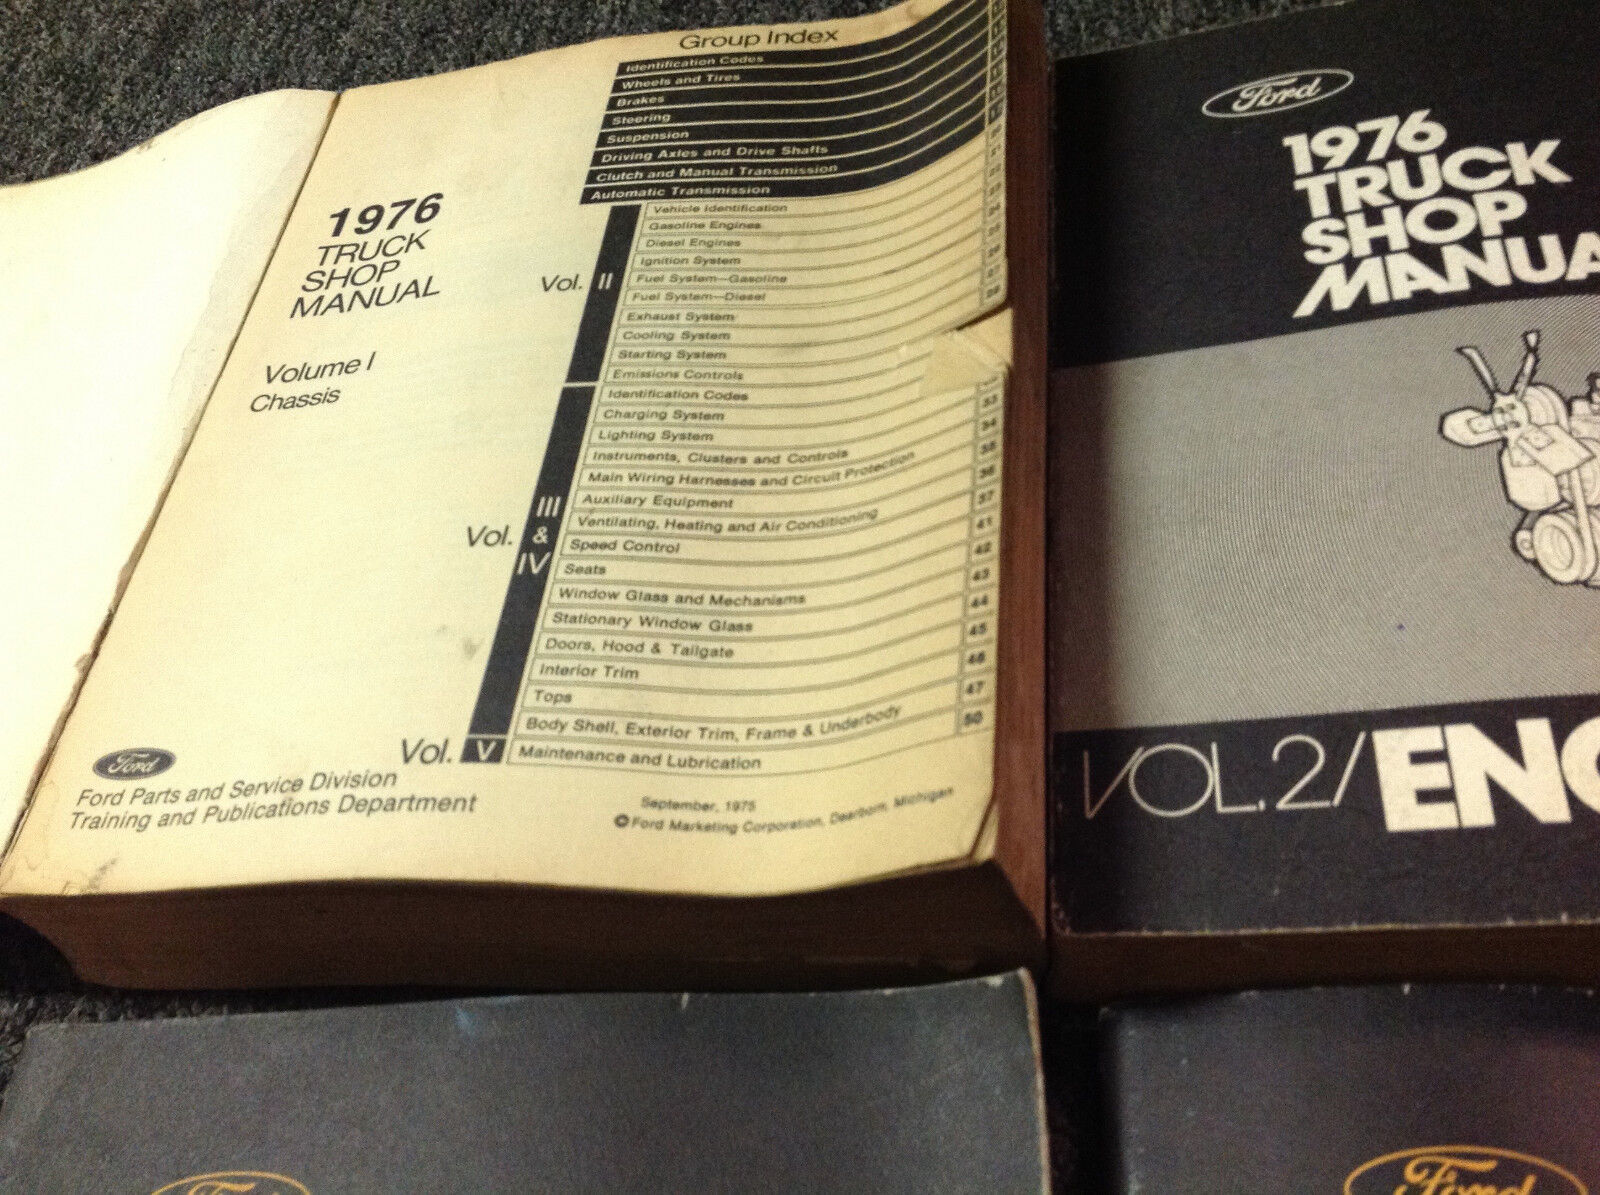 Group Index
Identification Codes
Wheels and Tires
Brakes
Steering
Suspension
Driving Axles and Drive Shafts
Clutch and Manual Transmission
Automatic Transmission
1976
TRUCK
SHOP
MANUAL
Volume I
Chassis
Vol. II
Vehicle Identification
Gasoline Engines
Diesel Engines
Ignition System
Fuel System—Gasoline
Fuel System—Diesel
Exhaust System
Cooling System
Starting System
Emissions Controls
Vol. III & IV
Identification Codes
Charging System
Lighting System 33
Instruments, Clusters and Controls 34
Main Wiring Harnesses and Circuit Protection 35
Auxiliary Equipment 36
Ventilating, Heating and Air Conditioning 37
Speed Control
Seats 41
Window Glass and Mechanisms 42
Stationary Window Glass 43
Doors, Hood & Tailgate 44
Interior Trim 45
Tops 46
Body Shell, Exterior Trim, Frame & Underbody 47
Vol. V
Maintenance and Lubrication 50
Ford
Ford Parts and Service Division
Training and Publications Department
September, 1975
© Ford Marketing Corporation, Dearborn, Michigan
Ford
1976
TRUCK
SHOP
MANUA
VOL.2/ENG
Ford
Ford